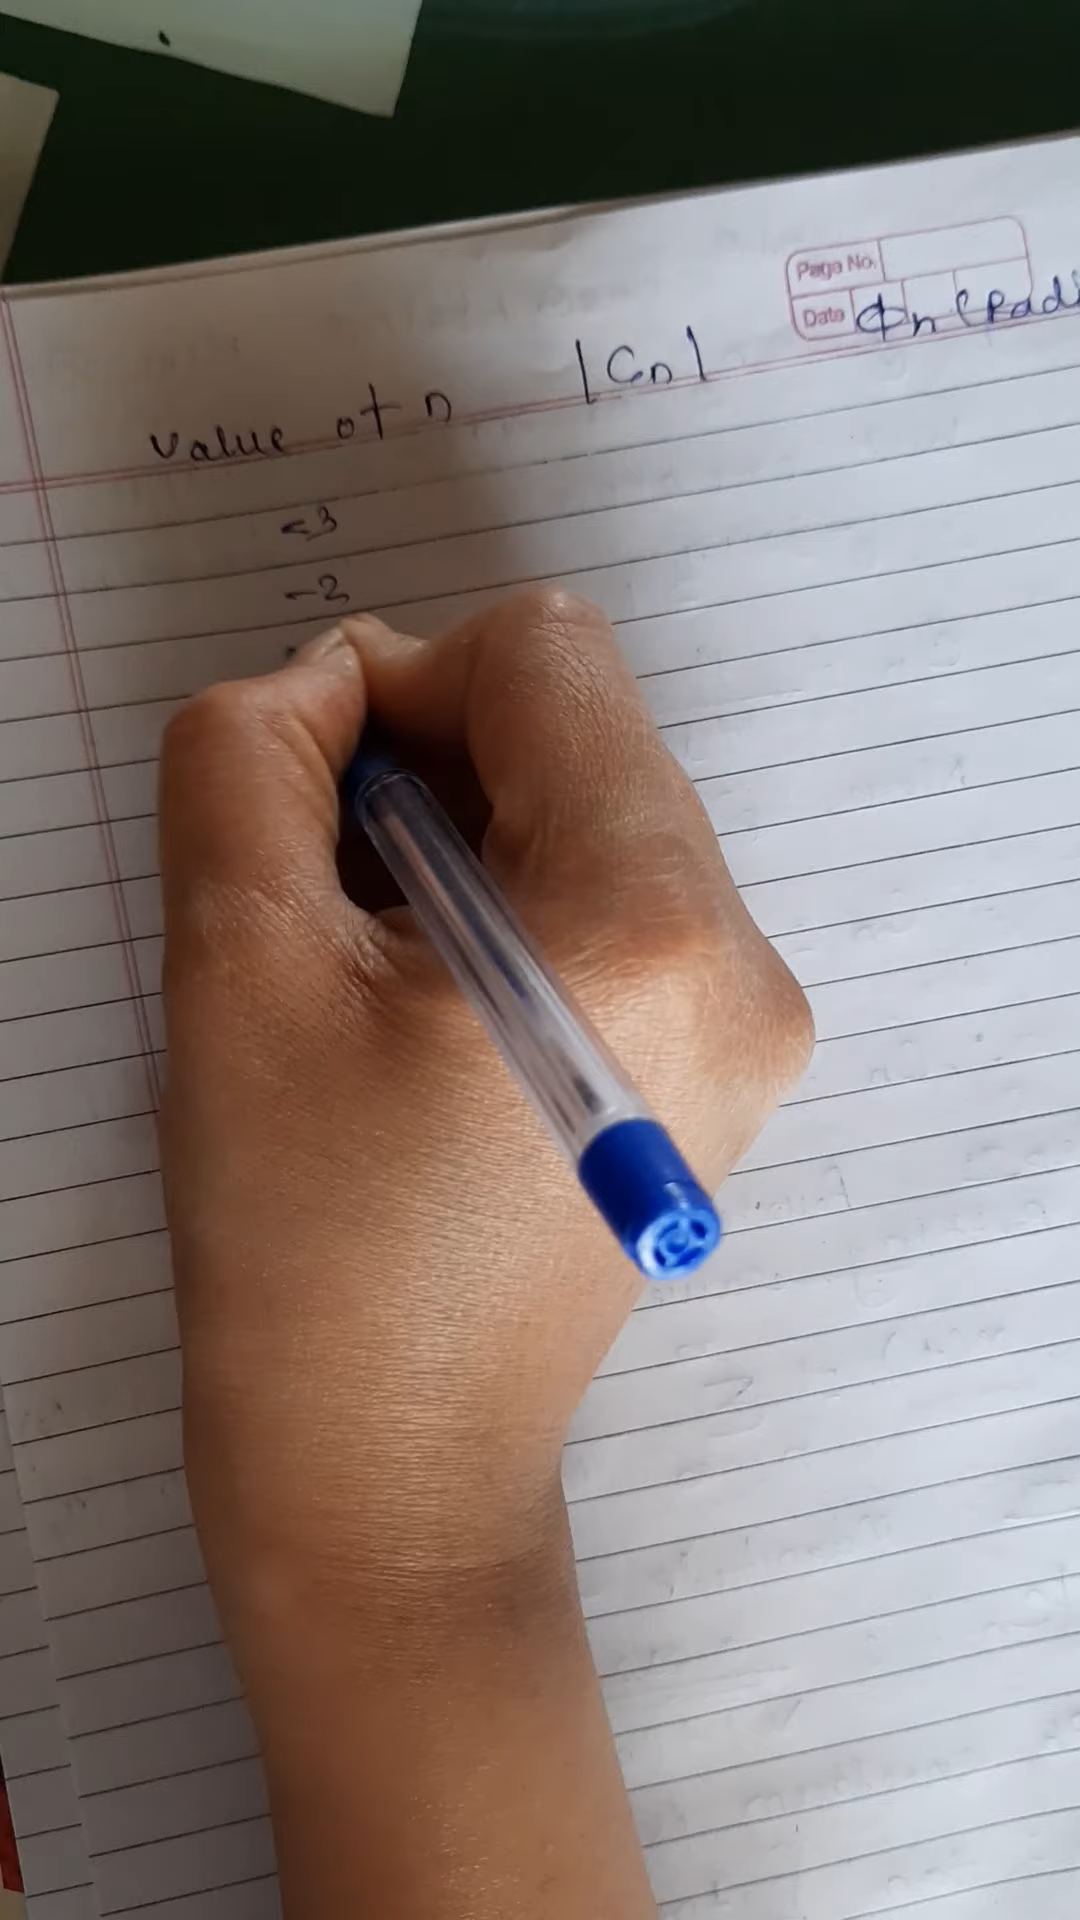 Page No.
Date
value of n |Cn| Φn (Radi
-3
-2